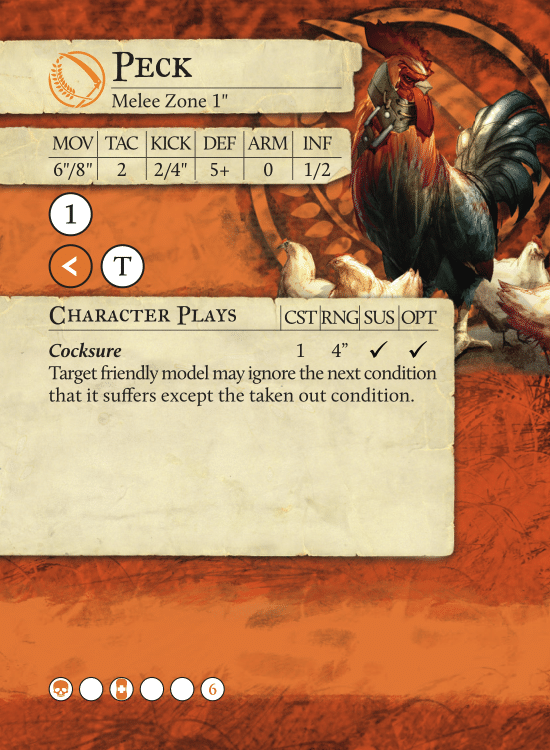 Peck
Melee Zone 1"
MOV TAC KICK DEF ARM INF
6"/8" 2 2/4" 5+ 0 1/2
1
< T
Character Plays CST RNG SUS OPT
Cocksure 1 4” ✓ ✓
Target friendly model may ignore the next condition
that it suffers except the taken out condition.
6